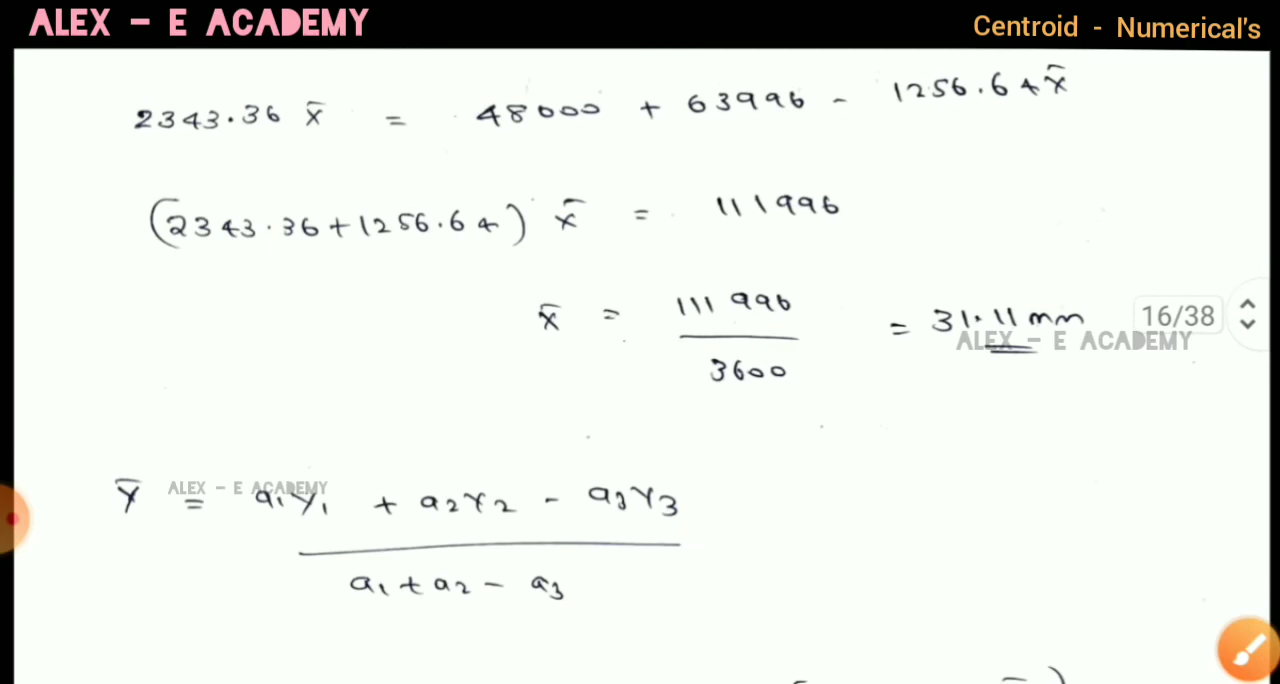 ALEX - E ACADEMY
Centroid - Numerical's
2343.36 x̄ = 48000 + 63996 - 1256.64 x̄
(2343.36 + 1256.64) x̄ = 111996
x̄ = 111996 / 3600 = 31.11 mm
16/38
ALEX - E ACADEMY
ALEX - E ACADEMY
Ȳ = a₁Y₁ + a₂Y₂ - a₃Y₃
a₁ + a₂ - a₃